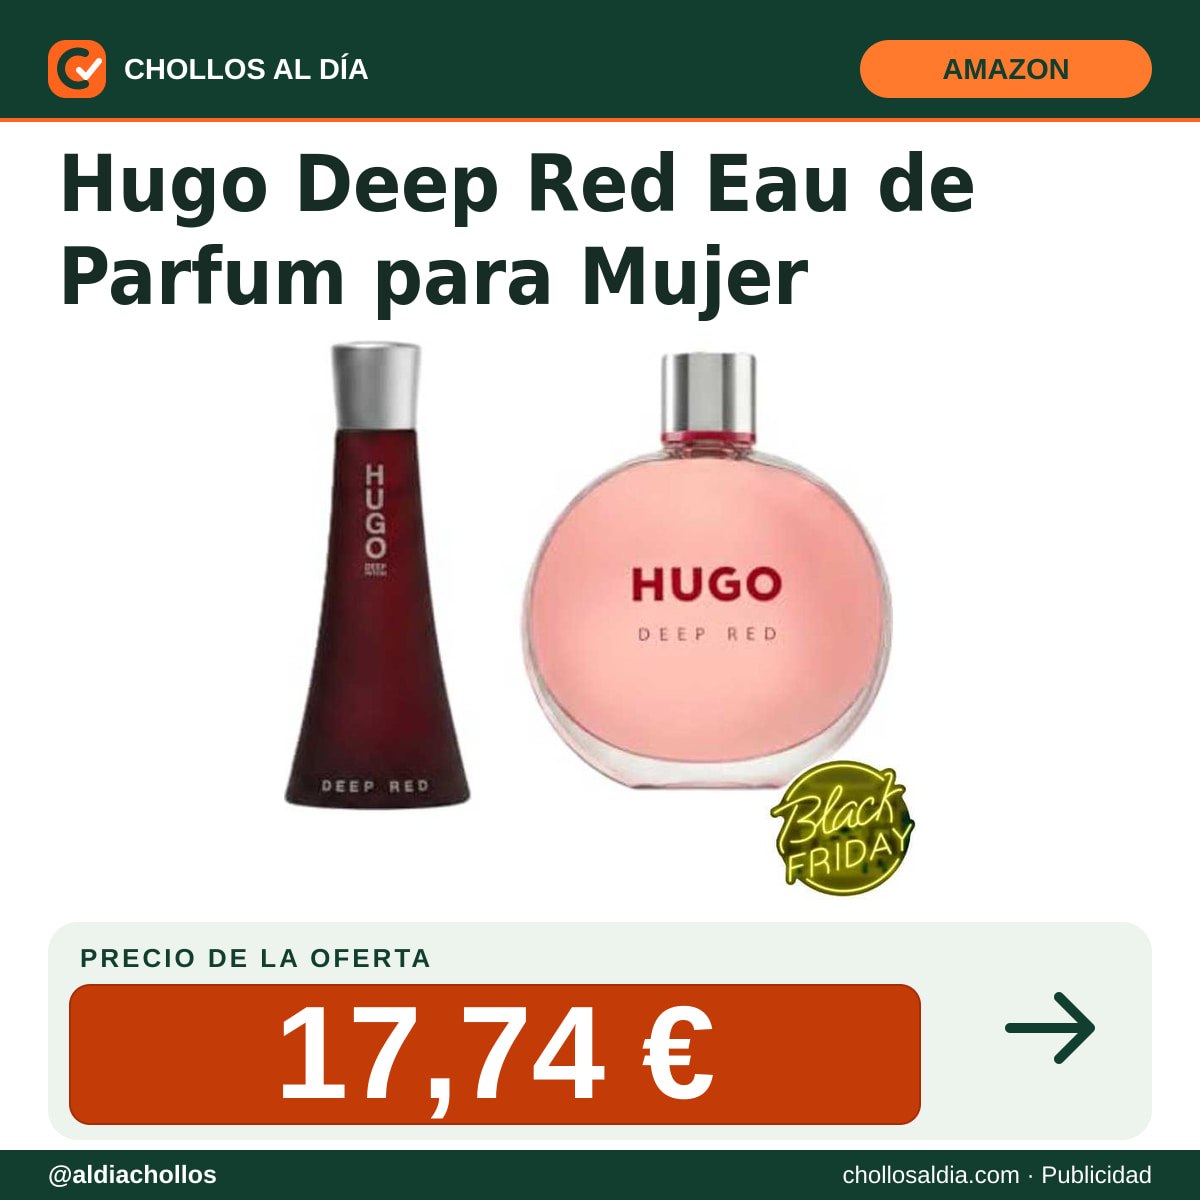 CHOLLOS AL DÍA
AMAZON
Hugo Deep Red Eau de
Parfum para Mujer
HUGO
DEEP RED
HUGO
DEEP RED
Black
FRIDAY
PRECIO DE LA OFERTA
17,74 €
@aldiachollos
chollosaldia.com · Publicidad